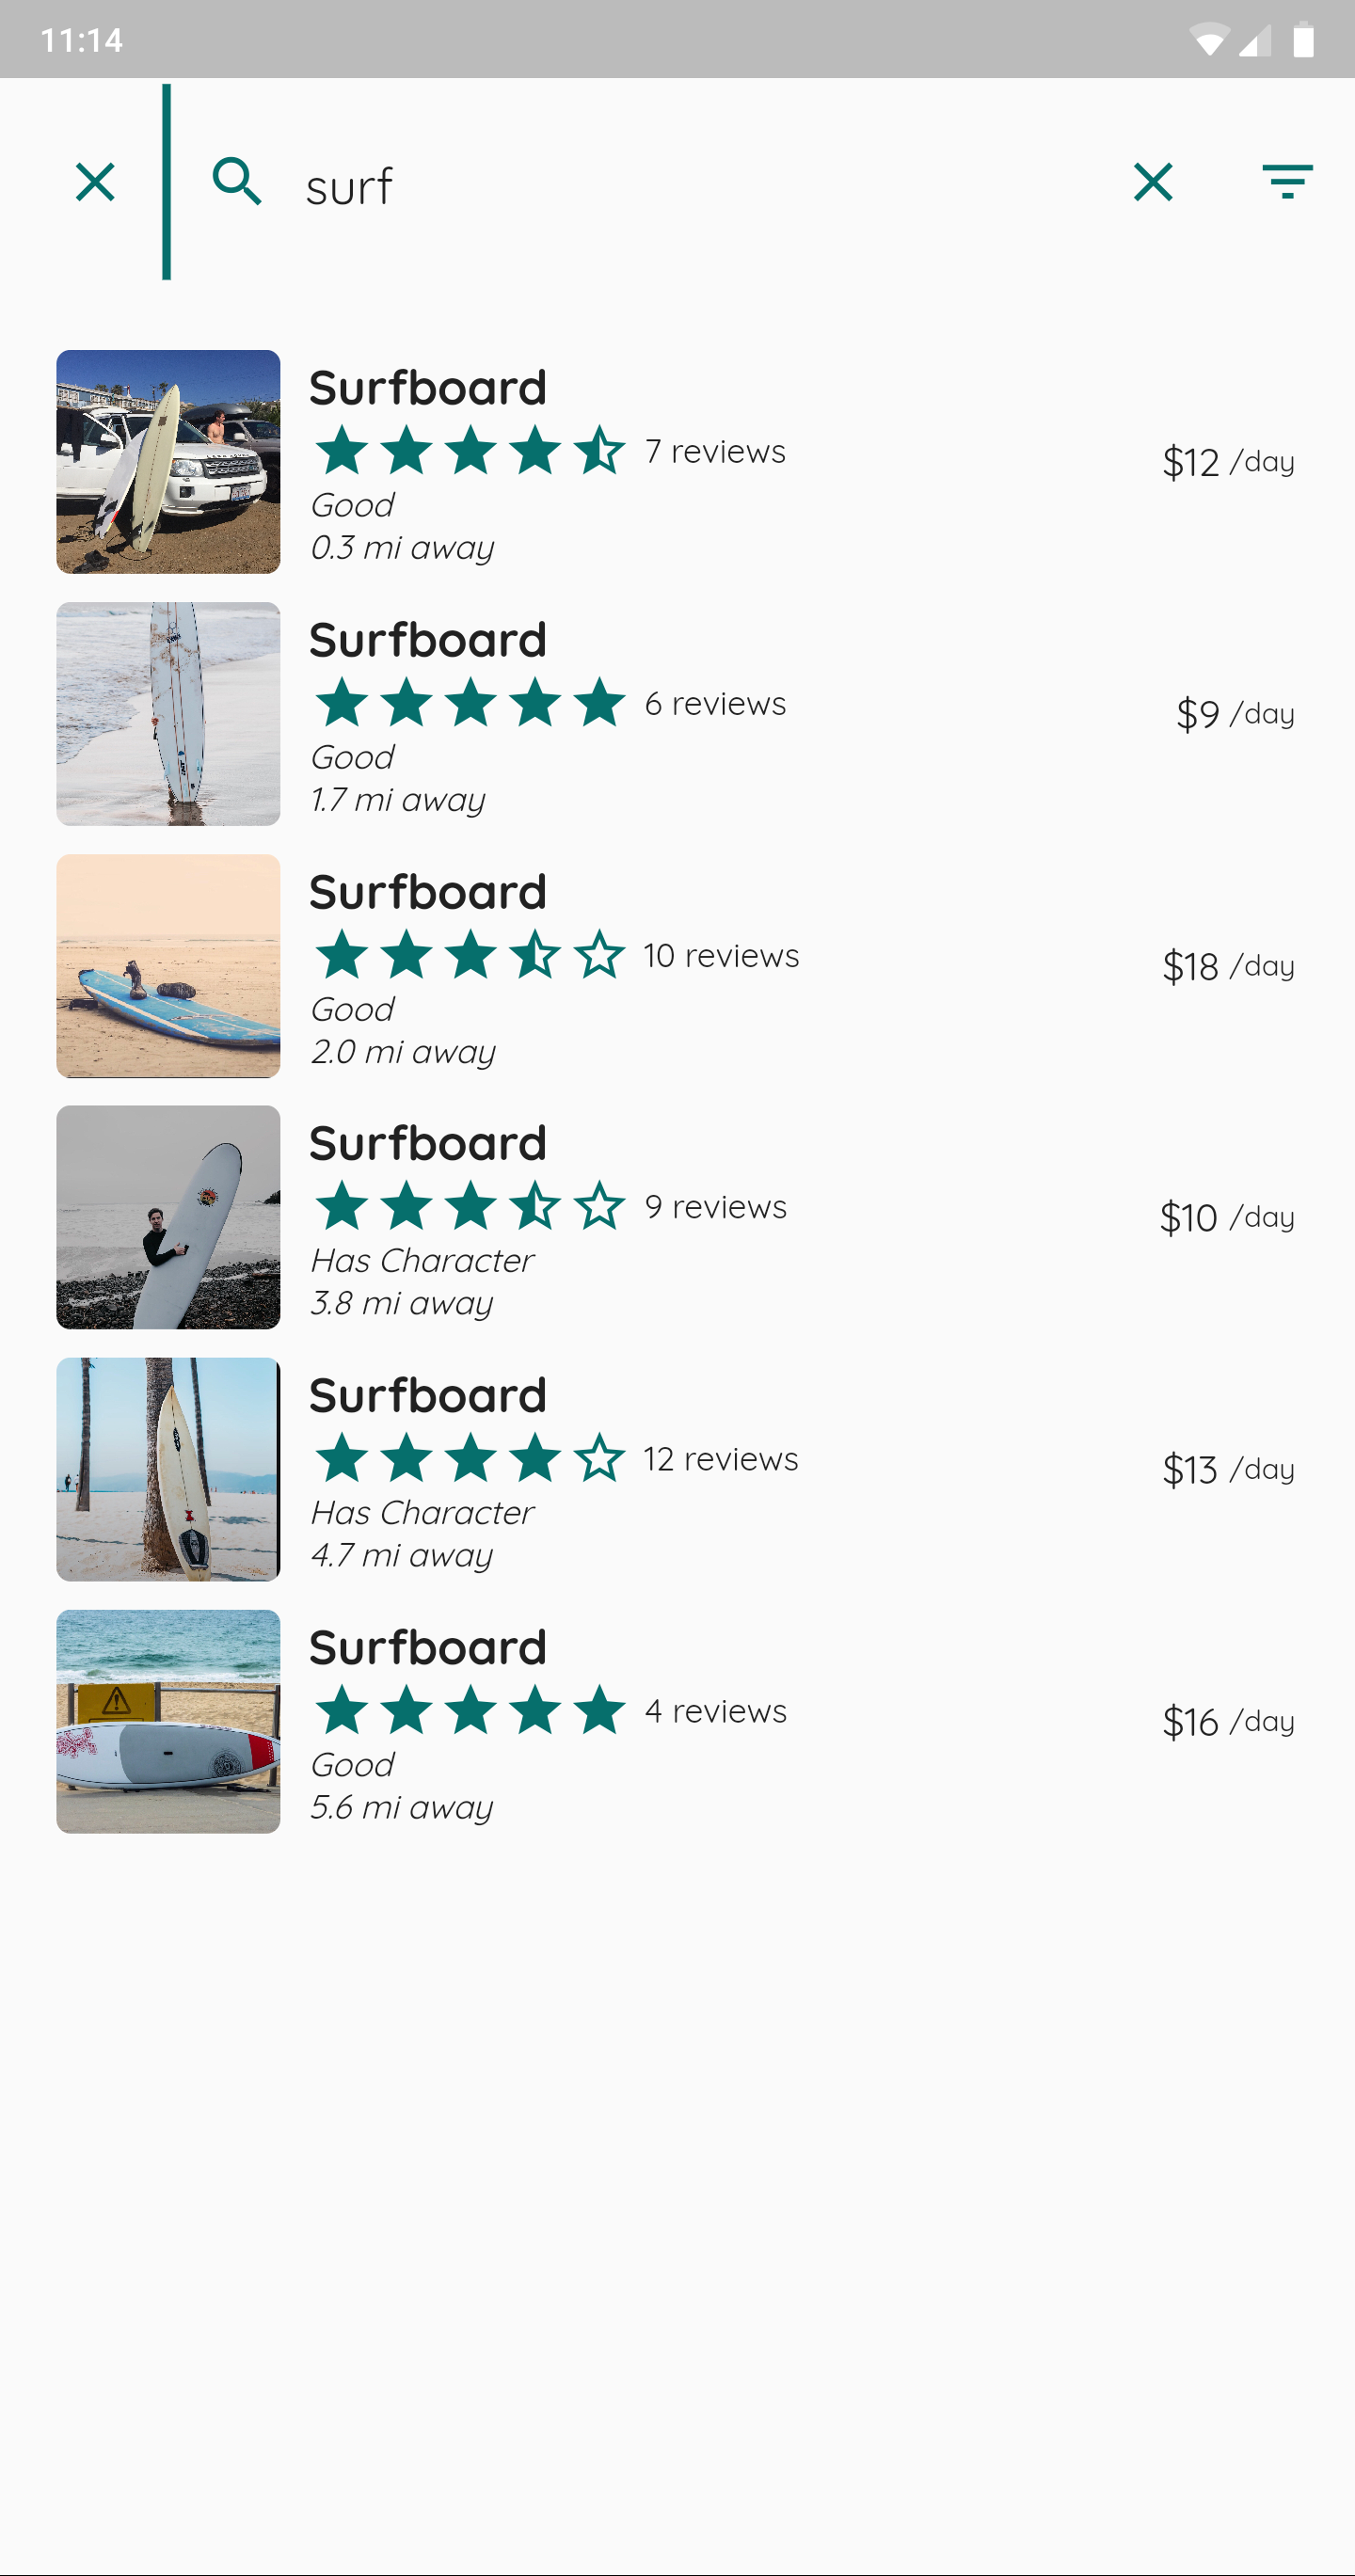 11:14
surf
Surfboard
7 reviews
$12 /day
Good
0.3 mi away
Surfboard
6 reviews
$9 /day
Good
1.7 mi away
Surfboard
10 reviews
$18 /day
Good
2.0 mi away
Surfboard
9 reviews
$10 /day
Has Character
3.8 mi away
Surfboard
12 reviews
$13 /day
Has Character
4.7 mi away
Surfboard
4 reviews
$16 /day
Good
5.6 mi away